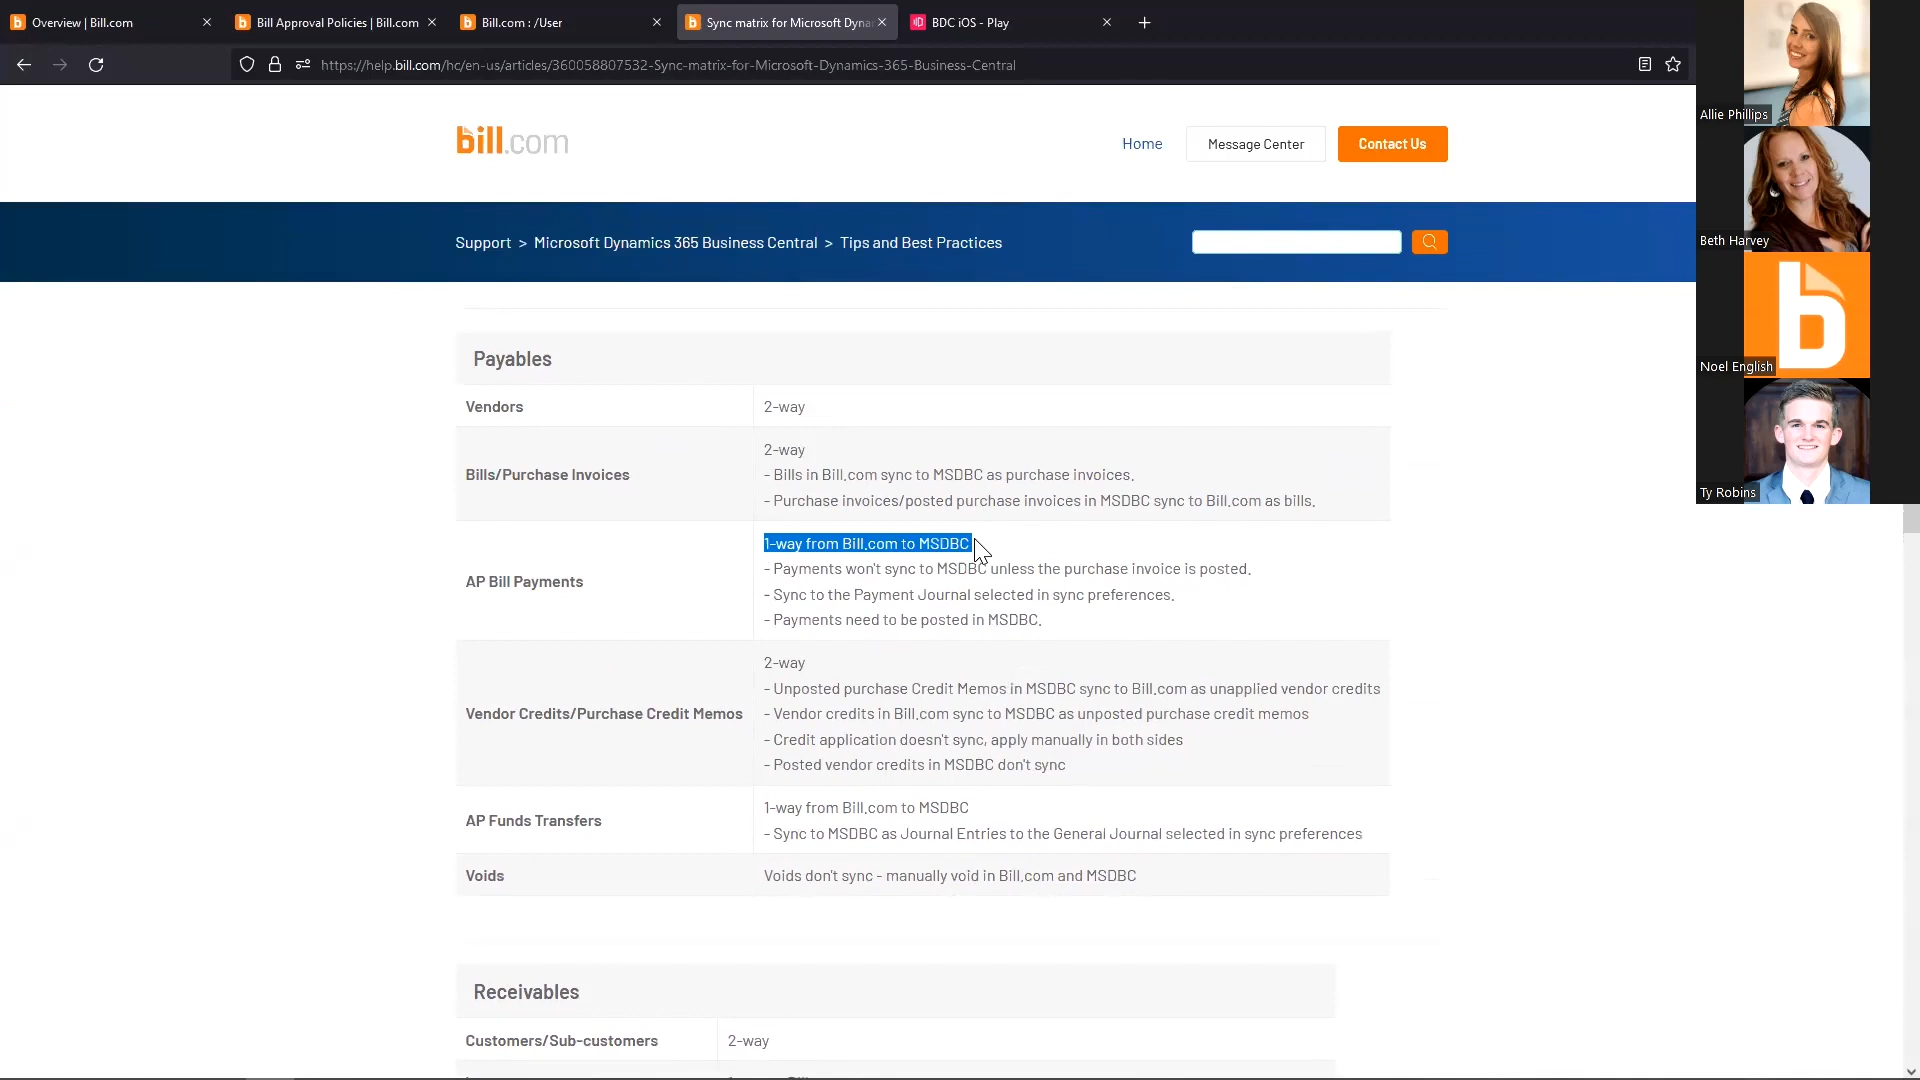 Overview | Bill.com
Bill Approval Policies | Bill.com
Bill.com : /User
Sync matrix for Microsoft Dyna
BDC iOS - Play
https://help.bill.com/hc/en-us/articles/360058807532-Sync-matrix-for-Microsoft-Dynamics-365-Business-Central
Allie Phillips
bill.com
Home
Message Center
Contact Us
Beth Harvey
Support > Microsoft Dynamics 365 Business Central > Tips and Best Practices
b
Noel English
Payables
Vendors
2-way
Bills/Purchase Invoices
2-way
- Bills in Bill.com sync to MSDBC as purchase invoices.
- Purchase invoices/posted purchase invoices in MSDBC sync to Bill.com as bills.
Ty Robins
AP Bill Payments
1-way from Bill.com to MSDBC
- Payments won't sync to MSDBC unless the purchase invoice is posted.
- Sync to the Payment Journal selected in sync preferences.
- Payments need to be posted in MSDBC.
Vendor Credits/Purchase Credit Memos
2-way
- Unposted purchase Credit Memos in MSDBC sync to Bill.com as unapplied vendor credits
- Vendor credits in Bill.com sync to MSDBC as unposted purchase credit memos
- Credit application doesn't sync, apply manually in both sides
- Posted vendor credits in MSDBC don't sync
AP Funds Transfers
1-way from Bill.com to MSDBC
- Sync to MSDBC as Journal Entries to the General Journal selected in sync preferences
Voids
Voids don't sync - manually void in Bill.com and MSDBC
Receivables
Customers/Sub-customers
2-way